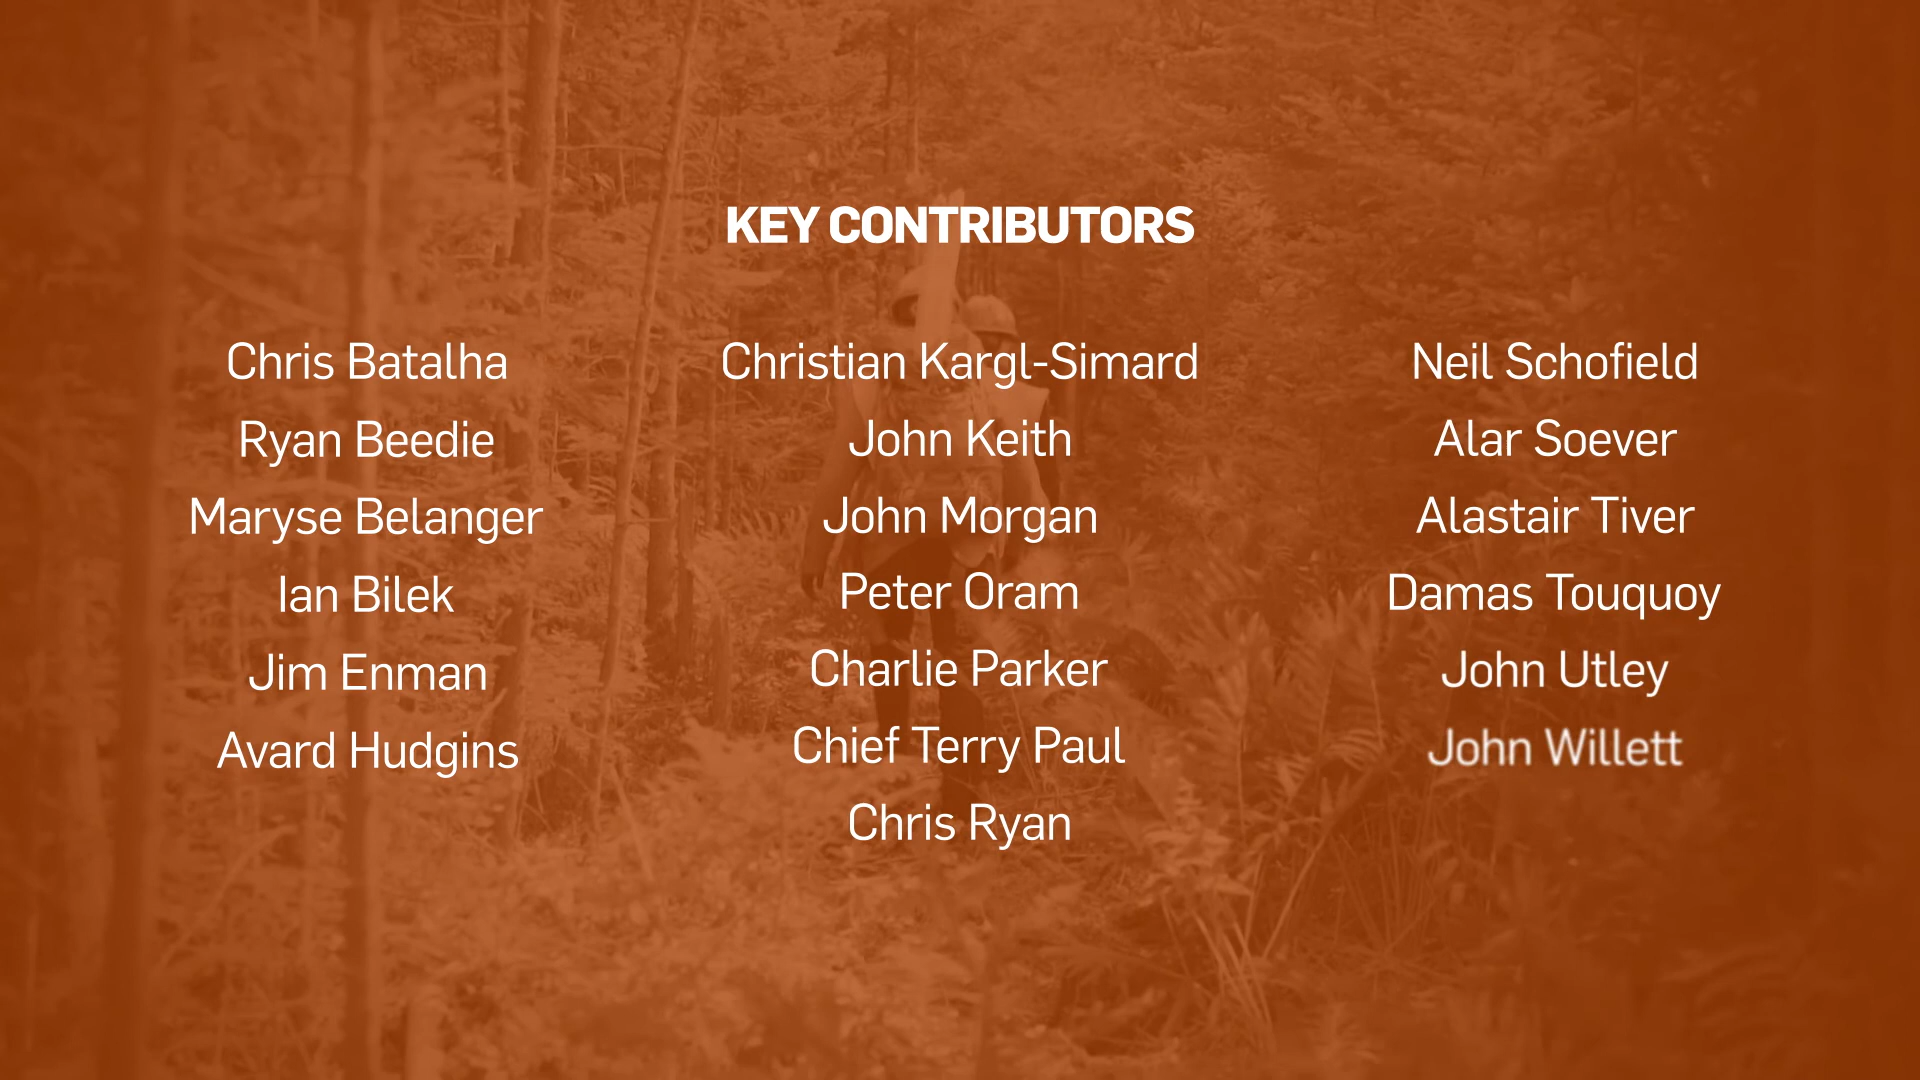 KEY CONTRIBUTORS
Chris Batalha
Ryan Beedie
Maryse Belanger
Ian Bilek
Jim Enman
Avard Hudgins
Christian Kargl-Simard
John Keith
John Morgan
Peter Oram
Charlie Parker
Chief Terry Paul
Chris Ryan
Neil Schofield
Alar Soever
Alastair Tiver
Damas Touquoy
John Utley
John Willett